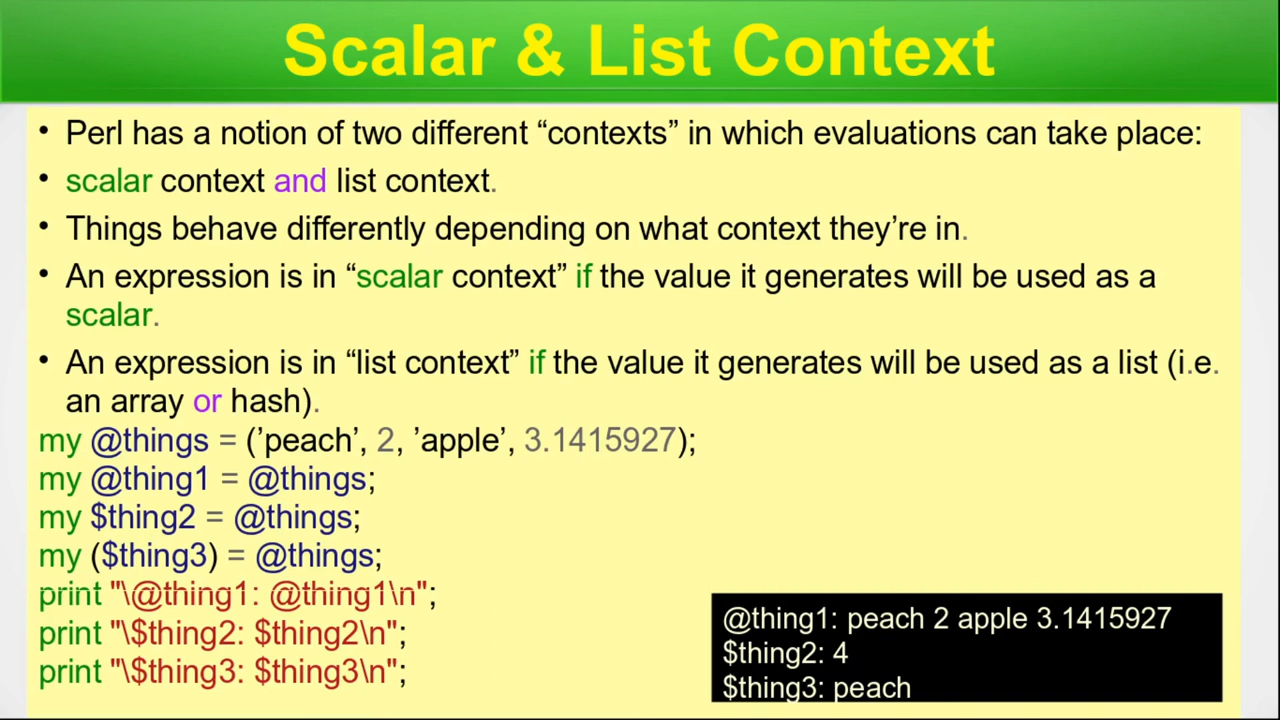 Scalar & List Context
• Perl has a notion of two different “contexts” in which evaluations can take place:
• scalar context and list context.
• Things behave differently depending on what context they’re in.
• An expression is in “scalar context” if the value it generates will be used as a
scalar.
• An expression is in “list context” if the value it generates will be used as a list (i.e.
an array or hash).
my @things = (’peach’, 2, ’apple’, 3.1415927);
my @thing1 = @things;
my $thing2 = @things;
my ($thing3) = @things;
print "\@thing1: @thing1\n";
print "\$thing2: $thing2\n";
print "\$thing3: $thing3\n";
@thing1: peach 2 apple 3.1415927
$thing2: 4
$thing3: peach